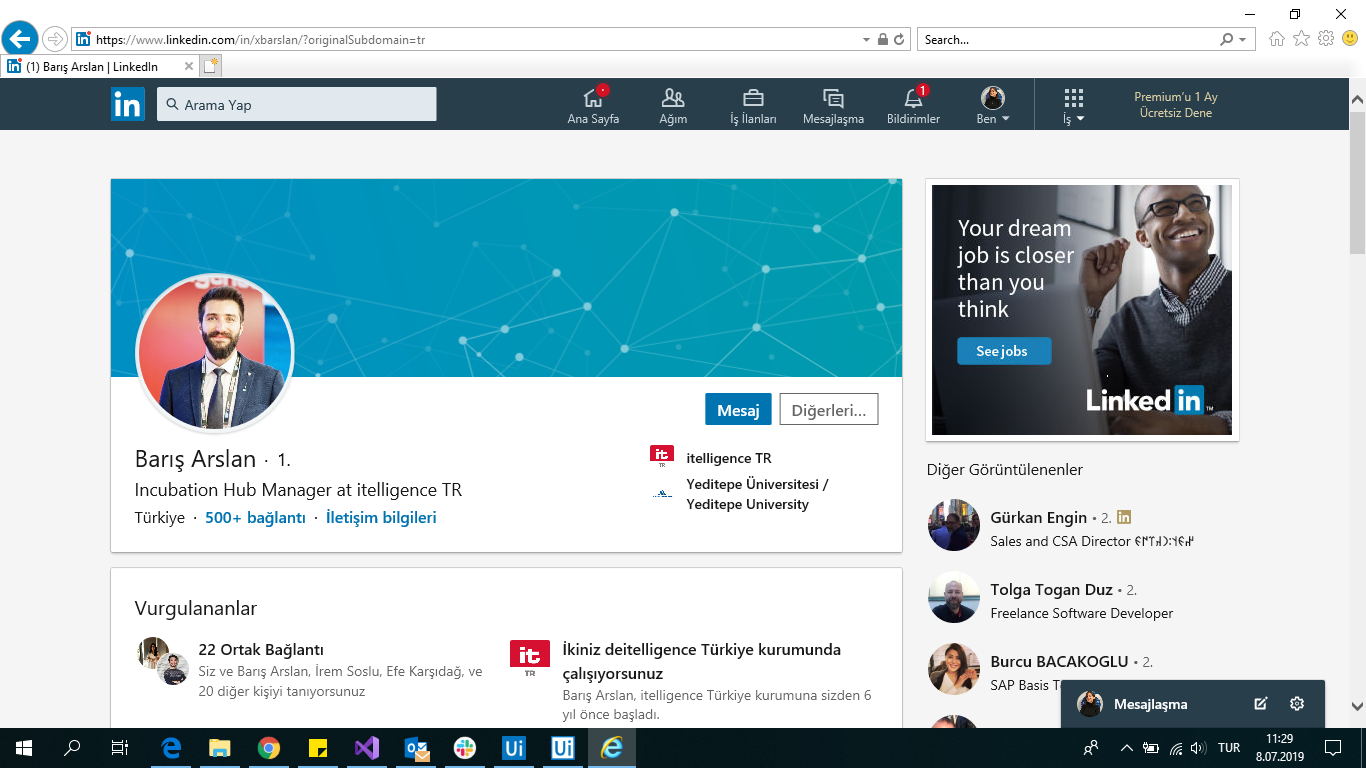 https://www.linkedin.com/in/xbarslan/?originalSubdomain=tr
Search...
(1) Barış Arslan | LinkedIn
in
Arama Yap
Ana Sayfa
Ağım
İş İlanları
Mesajlaşma
1
Bildirimler
Ben
İş
Premium'u 1 Ay
Ücretsiz Dene
Your dream
job is closer
than you
think
See jobs
Linked in
Mesaj
Diğerleri...
Barış Arslan · 1.
Incubation Hub Manager at itelligence TR
Türkiye · 500+ bağlantı · İletişim bilgileri
it
TR
itelligence TR
Yeditepe Üniversitesi /
Yeditepe University
Diğer Görüntülenenler
Gürkan Engin • 2. in
Sales and CSA Director
Tolga Togan Duz • 2.
Freelance Software Developer
Burcu BACAKOGLU • 2.
SAP Basis
Vurgulananlar
22 Ortak Bağlantı
Siz ve Barış Arslan, İrem Soslu, Efe Karşıdağ, ve
20 diğer kişiyi tanıyorsunuz
it
TR
İkiniz deitelligence Türkiye kurumunda
çalışıyorsunuz
Barış Arslan, itelligence Türkiye kurumuna sizden 6
yıl önce başladı.
Mesajlaşma
Ui
Ui
TUR
11:29
8.07.2019